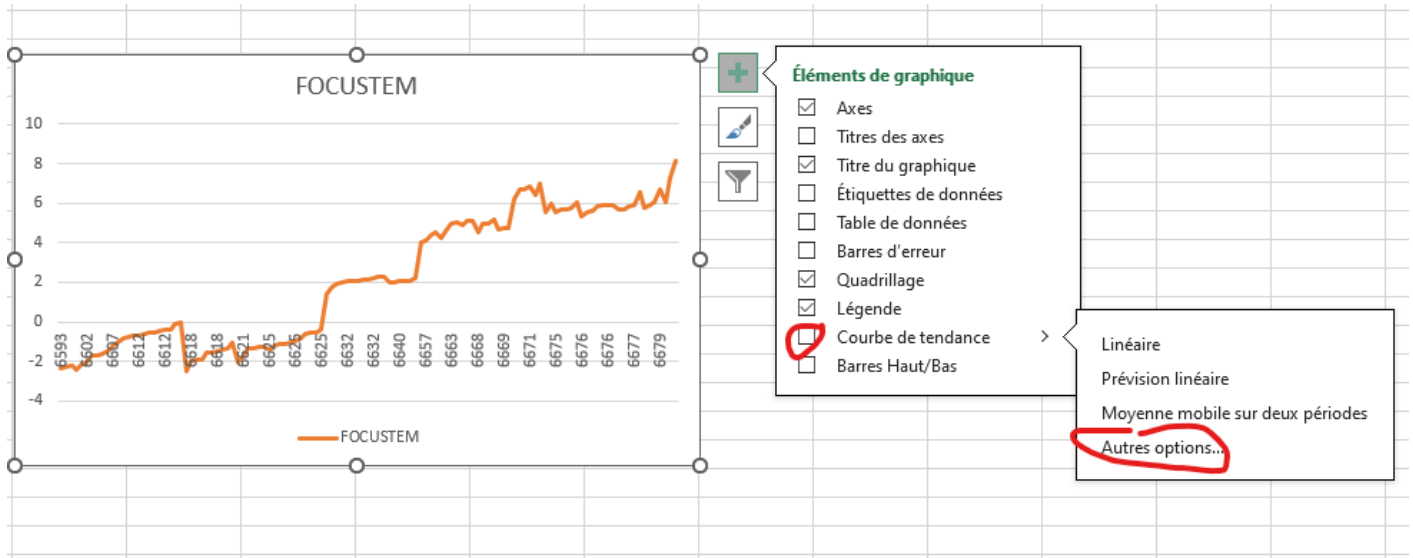 FOCUSTEM
10
8
6
4
2
0
-2
-4
6593
6602
6607
6612
6612
6618
6618
6621
6625
6625
6625
6632
6632
6640
6657
6663
6668
6669
6671
6675
6676
6676
6677
6679
FOCUSTEM
Éléments de graphique
Axes
Titres des axes
Titre du graphique
Étiquettes de données
Table de données
Barres d'erreur
Quadrillage
Légende
Courbe de tendance
Barres Haut/Bas
Linéaire
Prévision linéaire
Moyenne mobile sur deux périodes
Autres options...